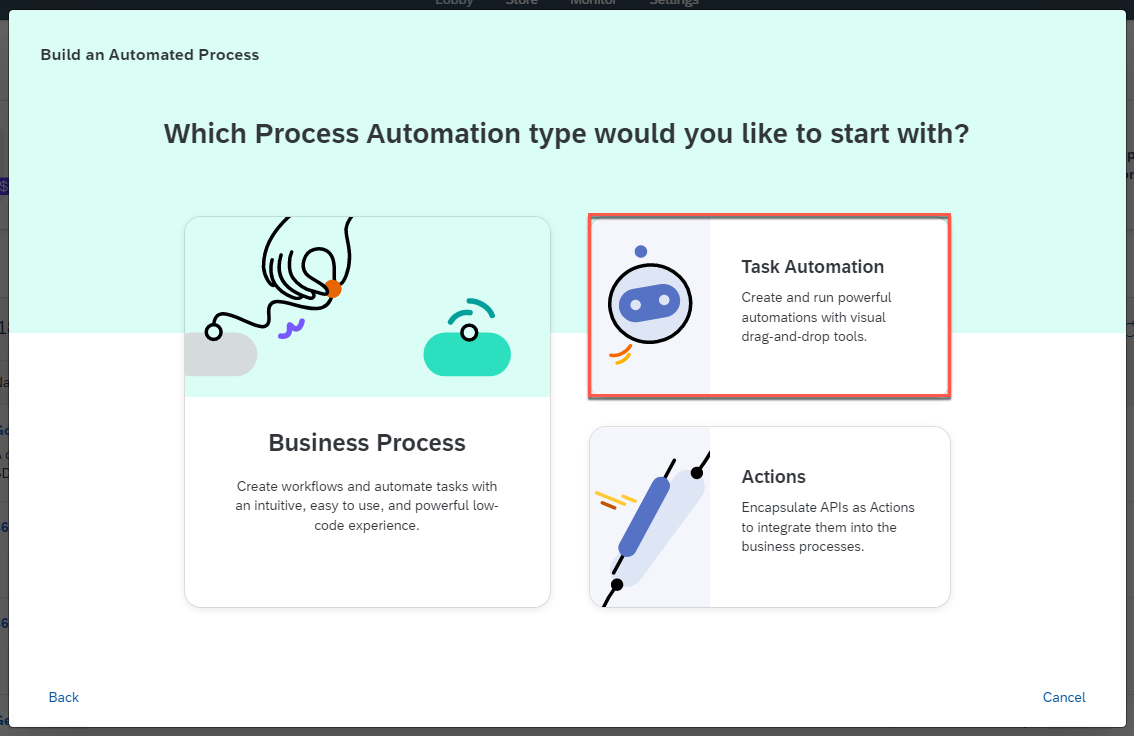 Lobby Store Monitor Settings
Build an Automated Process
Which Process Automation type would you like to start with?
Business Process
Create workflows and automate tasks with
an intuitive, easy to use, and powerful low-
code experience.
Task Automation
Create and run powerful
automations with visual
drag-and-drop tools.
Actions
Encapsulate APIs as Actions
to integrate them into the
business processes.
Back
Cancel